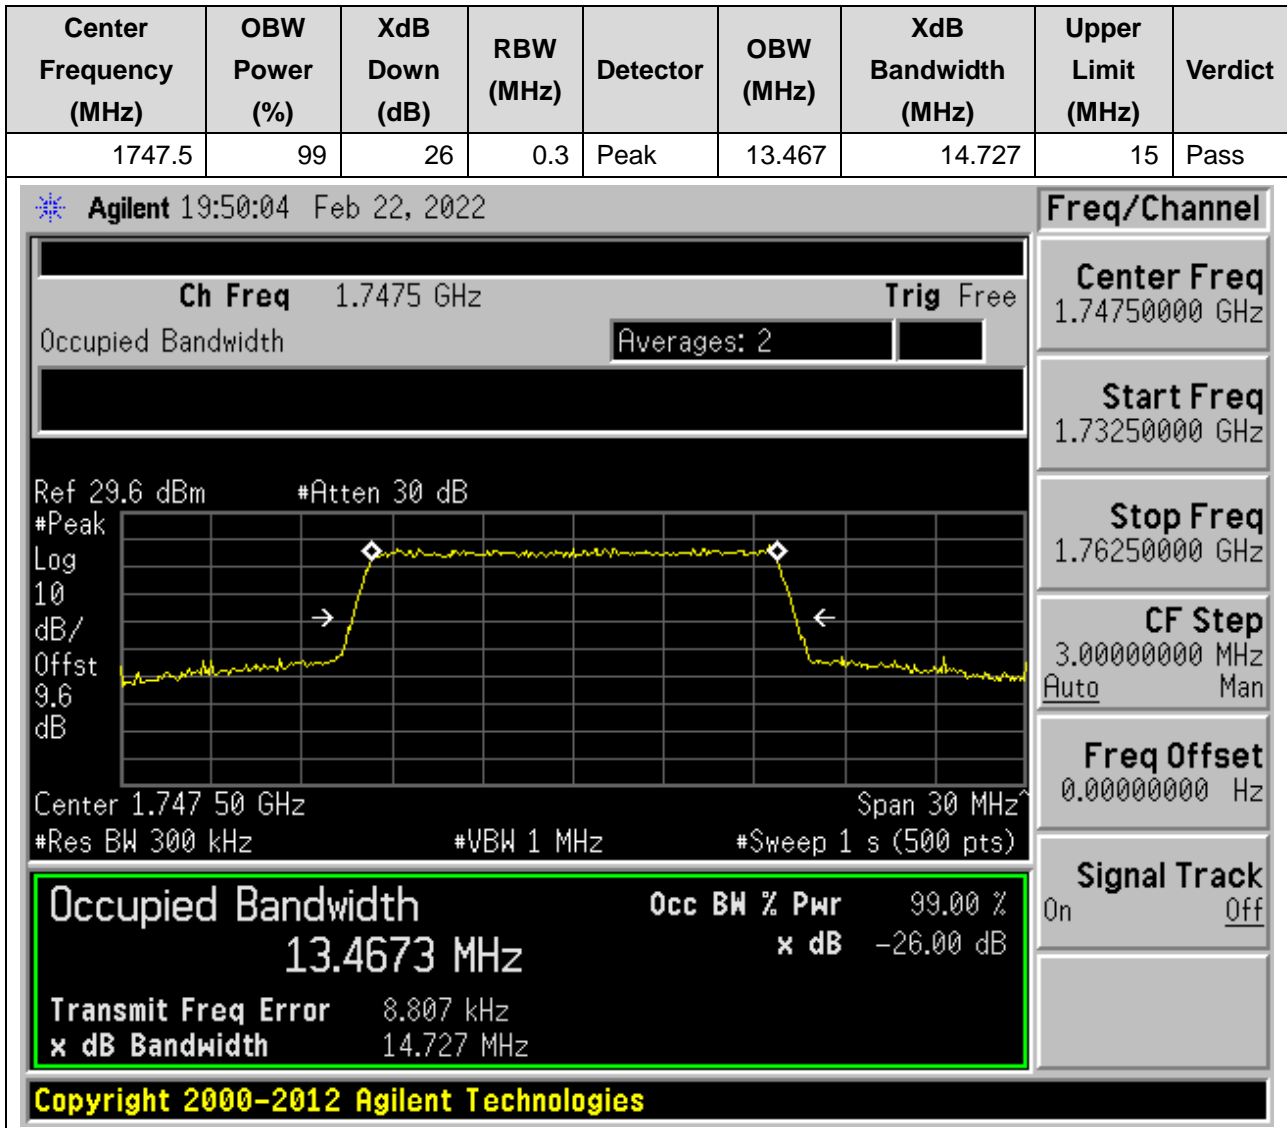 Center Frequency (MHz) OBW Power (%) XdB Down (dB) RBW (MHz) Detector OBW (MHz) XdB Bandwidth (MHz) Upper Limit (MHz) Verdict
1747.5 99 26 0.3 Peak 13.467 14.727 15 Pass
Agilent 19:50:04 Feb 22, 2022
Freq/Channel
Ch Freq 1.7475 GHz Trig Free
Occupied Bandwidth Averages: 2
Center Freq
1.74750000 GHz
Start Freq
1.73250000 GHz
Stop Freq
1.76250000 GHz
CF Step
3.00000000 MHz
Auto Man
Freq Offset
0.00000000 Hz
Signal Track
On Off
Ref 29.6 dBm #Atten 30 dB
#Peak
Log
10
dB/
Offst
9.6
dB
Center 1.747 50 GHz Span 30 MHz^
#Res BW 300 kHz #VBW 1 MHz #Sweep 1 s (500 pts)
Occupied Bandwidth Occ BW % Pwr 99.00 %
13.4673 MHz x dB -26.00 dB
Transmit Freq Error 8.807 kHz
x dB Bandwidth 14.727 MHz
Copyright 2000-2012 Agilent Technologies